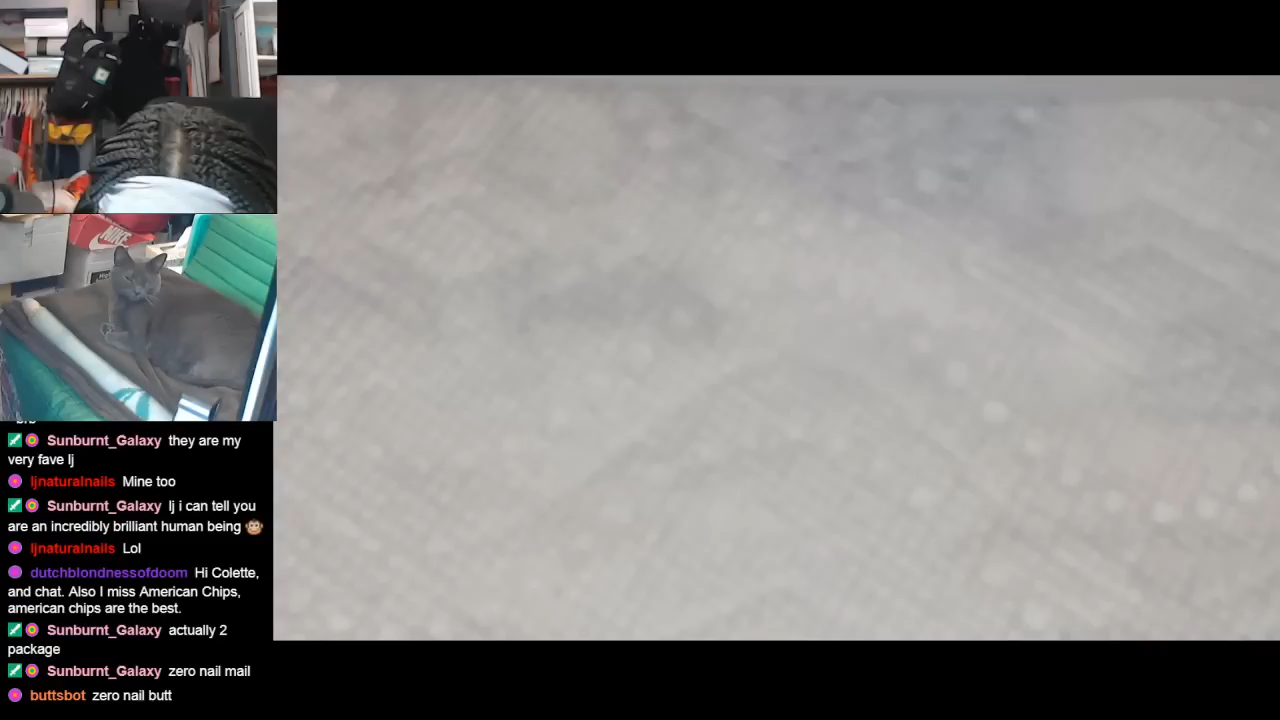 Sunburnt_Galaxy they are my
very fave lj
ljnaturalnails Mine too
Sunburnt_Galaxy lj i can tell you
are an incredibly brilliant human being 🐵
ljnaturalnails Lol
dutchblondnessofdoom Hi Colette,
and chat. Also I miss American Chips,
american chips are the best.
Sunburnt_Galaxy actually 2
package
Sunburnt_Galaxy zero nail mail
buttsbot zero nail butt